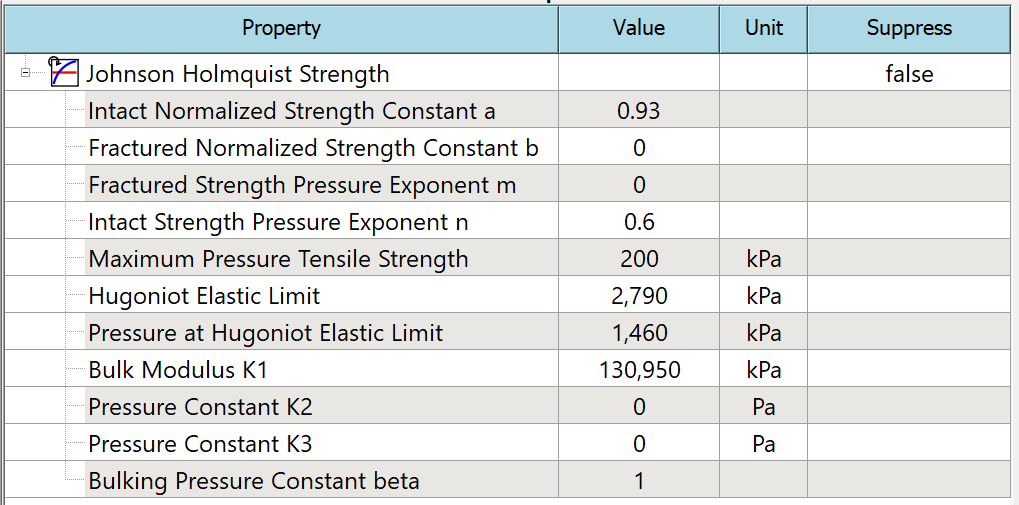 Property Value Unit Suppress
Johnson Holmquist Strength false
Intact Normalized Strength Constant a 0.93
Fractured Normalized Strength Constant b 0
Fractured Strength Pressure Exponent m 0
Intact Strength Pressure Exponent n 0.6
Maximum Pressure Tensile Strength 200 kPa
Hugoniot Elastic Limit 2,790 kPa
Pressure at Hugoniot Elastic Limit 1,460 kPa
Bulk Modulus K1 130,950 kPa
Pressure Constant K2 0 Pa
Pressure Constant K3 0 Pa
Bulking Pressure Constant beta 1